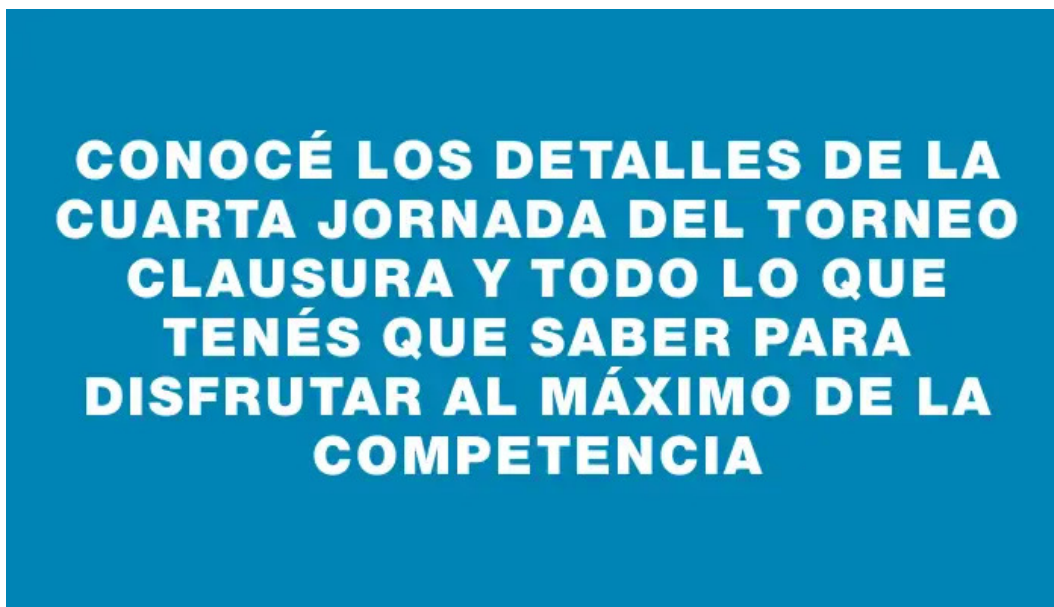 CONOCÉ LOS DETALLES DE LA
CUARTA JORNADA DEL TORNEO
CLAUSURA Y TODO LO QUE
TENÉS QUE SABER PARA
DISFRUTAR AL MÁXIMO DE LA
COMPETENCIA